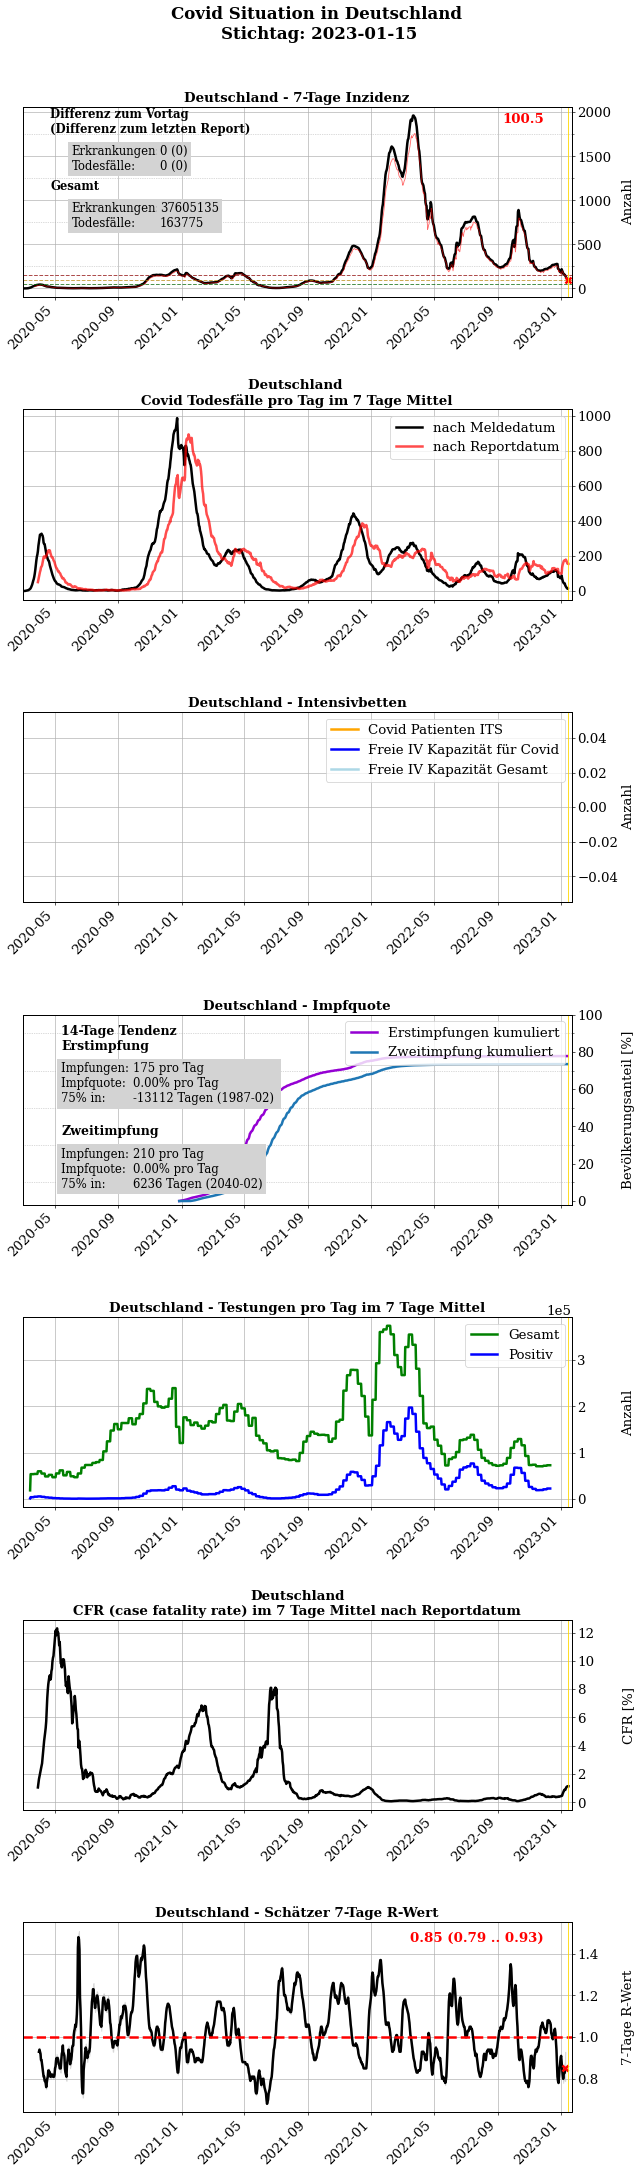 Covid Situation in Deutschland
Stichtag: 2023-01-15
Deutschland - 7-Tage Inzidenz
Differenz zum Vortag
(Differenz zum letzten Report)
Erkrankungen 0 (0)
Todesfälle: 0 (0)
Gesamt
Erkrankungen 37605135
Todesfälle: 163775
100.5
2000
1500
1000
500
0
Anzahl
2020-05 2020-09 2021-01 2021-05 2021-09 2022-01 2022-05 2022-09 2023-01
Deutschland
Covid Todesfälle pro Tag im 7 Tage Mittel
nach Meldedatum
nach Reportdatum
1000
800
600
400
200
0
2020-05 2020-09 2021-01 2021-05 2021-09 2022-01 2022-05 2022-09 2023-01
Deutschland - Intensivbetten
Covid Patienten ITS
Freie IV Kapazität für Covid
Freie IV Kapazität Gesamt
0.04
0.02
0.00
−0.02
−0.04
Anzahl
2020-05 2020-09 2021-01 2021-05 2021-09 2022-01 2022-05 2022-09 2023-01
Deutschland - Impfquote
14-Tage Tendenz
Erstimpfung
Impfungen: 175 pro Tag
Impfquote: 0.00% pro Tag
75% in: -13112 Tagen (1987-02)
Zweitimpfung
Impfungen: 210 pro Tag
Impfquote: 0.00% pro Tag
75% in: 6236 Tagen (2040-02)
Erstimpfungen kumuliert
Zweitimpfung kumuliert
100
80
60
40
20
0
Bevölkerungsanteil [%]
2020-05 2020-09 2021-01 2021-05 2021-09 2022-01 2022-05 2022-09 2023-01
Deutschland - Testungen pro Tag im 7 Tage Mittel
1e5
Gesamt
Positiv
3
2
1
0
Anzahl
2020-05 2020-09 2021-01 2021-05 2021-09 2022-01 2022-05 2022-09 2023-01
Deutschland
CFR (case fatality rate) im 7 Tage Mittel nach Reportdatum
12
10
8
6
4
2
0
CFR [%]
2020-05 2020-09 2021-01 2021-05 2021-09 2022-01 2022-05 2022-09 2023-01
Deutschland - Schätzer 7-Tage R-Wert
0.85 (0.79 .. 0.93)
1.4
1.2
1.0
0.8
7-Tage R-Wert
2020-05 2020-09 2021-01 2021-05 2021-09 2022-01 2022-05 2022-09 2023-01